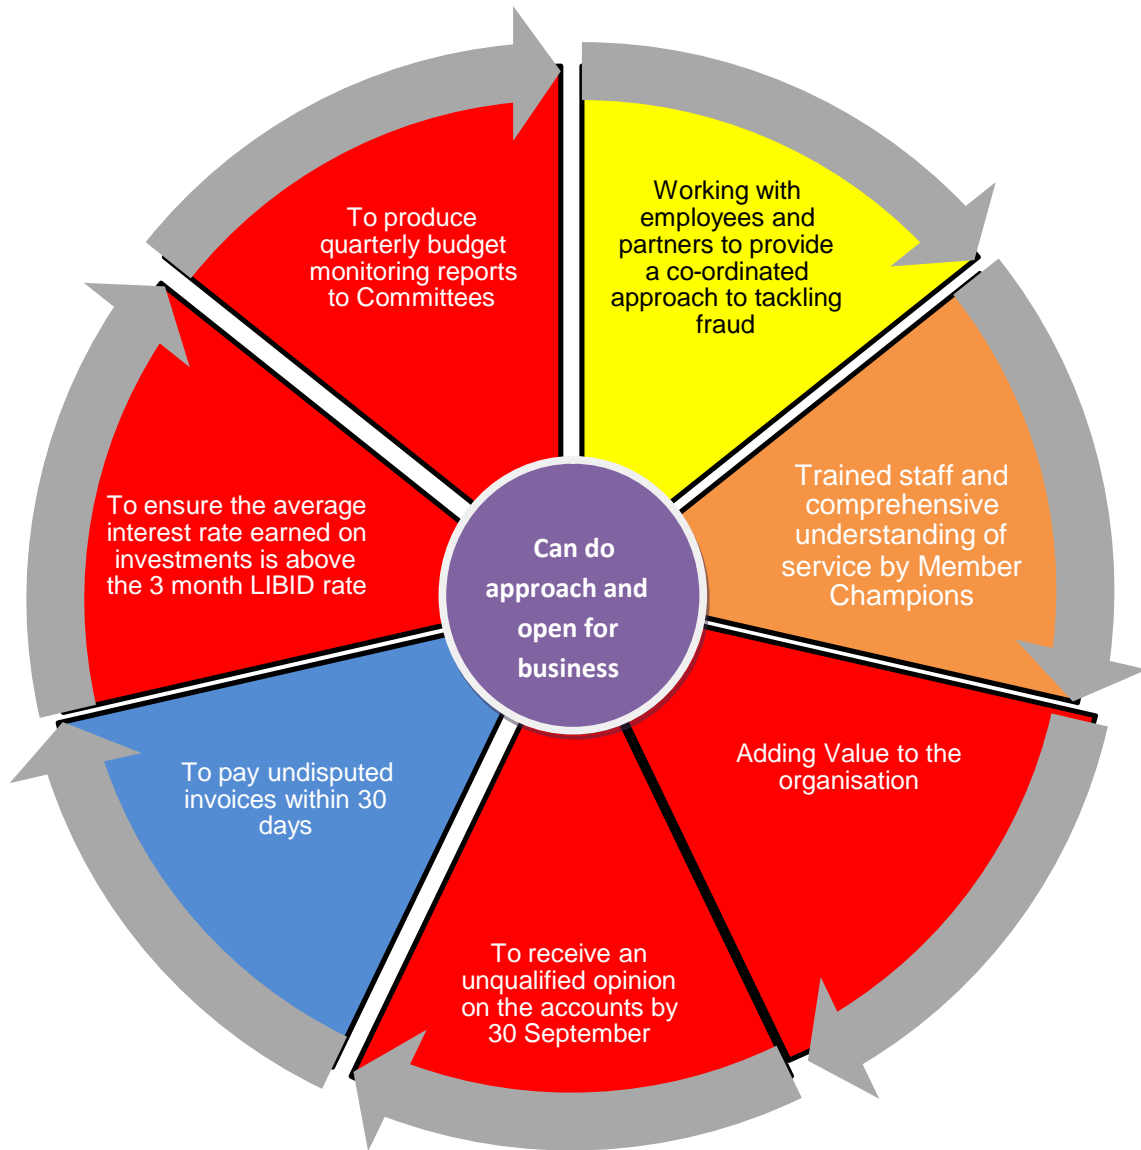 Working with
employees and
partners to provide
a co-ordinated
approach to tackling
fraud
Trained staff and
comprehensive
understanding of
service by Member
Champions
Adding Value to the
organisation
To receive an
unqualified opinion
on the accounts by
30 September
To pay undisputed
invoices within 30
days
To ensure the average
interest rate earned on
investments is above
the 3 month LIBID rate
To produce
quarterly budget
monitoring reports
to Committees
Can do
approach and
open for
business